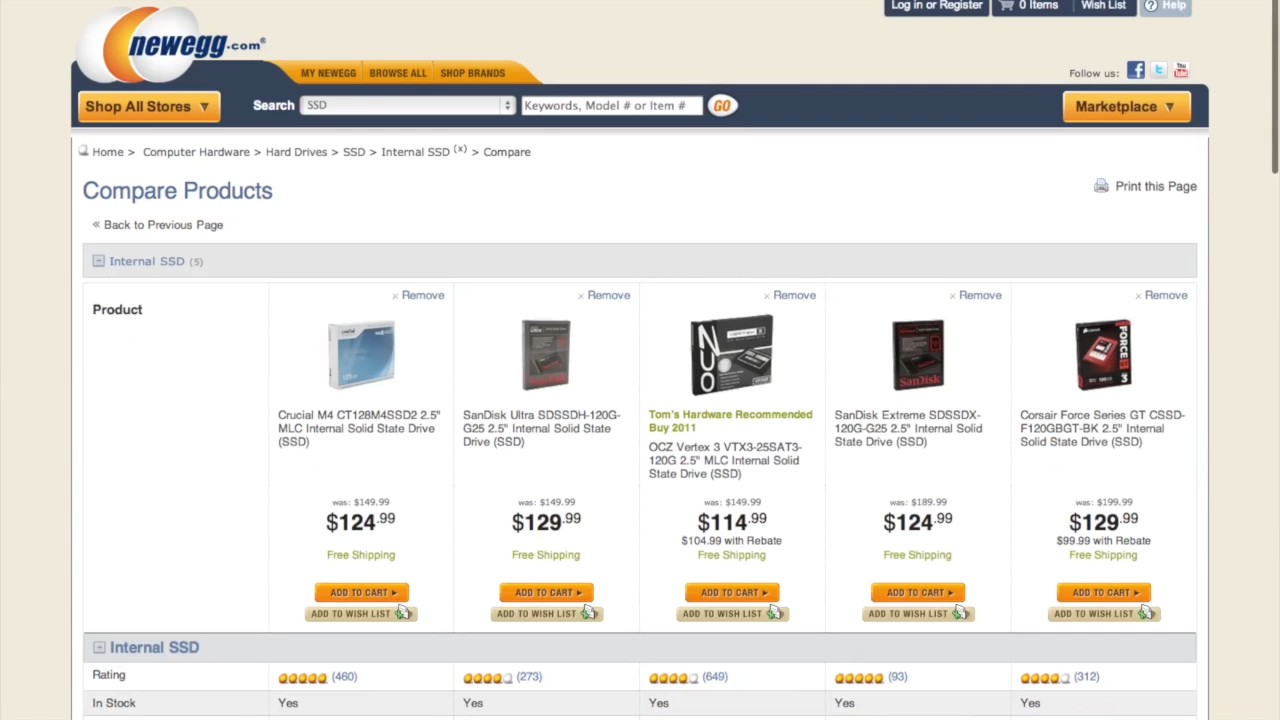 Log in or Register
0 Items
Wish List
Help
newegg.com®
MY NEWEGG
BROWSE ALL
SHOP BRANDS
Follow us:
Shop All Stores ▼
Search
SSD
Keywords, Model # or Item #
GO
Marketplace ▼
Home > Computer Hardware > Hard Drives > SSD > Internal SSD (x) > Compare
Compare Products
Print this Page
« Back to Previous Page
Internal SSD (5)
Product
× Remove
× Remove
× Remove
× Remove
× Remove
Crucial M4 CT128M4SSD2 2.5"
MLC Internal Solid State Drive
(SSD)
SanDisk Ultra SDSSDH-120G-
G25 2.5" Internal Solid State
Drive (SSD)
NUO
Tom's Hardware Recommended
Buy 2011
OCZ Vertex 3 VTX3-25SAT3-
120G 2.5" MLC Internal Solid
State Drive (SSD)
SanDisk
SanDisk Extreme SDSSDX-
120G-G25 2.5" Internal Solid
State Drive (SSD)
FORCE GT
3
Corsair Force Series GT CSSD-
F120GBGT-BK 2.5" Internal
Solid State Drive (SSD)
was: $149.99
$124.99
Free Shipping
was: $149.99
$129.99
Free Shipping
was: $149.99
$114.99
$104.99 with Rebate
Free Shipping
was: $189.99
$124.99
Free Shipping
was: $199.99
$129.99
$99.99 with Rebate
Free Shipping
ADD TO CART ▸
ADD TO WISH LIST
ADD TO CART ▸
ADD TO WISH LIST
ADD TO CART ▸
ADD TO WISH LIST
ADD TO CART ▸
ADD TO WISH LIST
ADD TO CART ▸
ADD TO WISH LIST
Internal SSD
Rating
(460)
(273)
(649)
(93)
(312)
In Stock
Yes
Yes
Yes
Yes
Yes